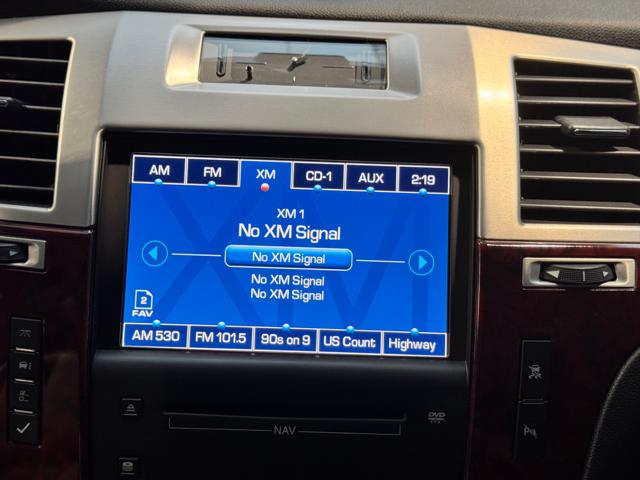 AM FM XM CD-1 AUX 2:19
XM 1
No XM Signal
No XM Signal
No XM Signal
No XM Signal
2
FAV
AM 530 FM 101.5 90s on 9 US Count Highway
DVD
NAV